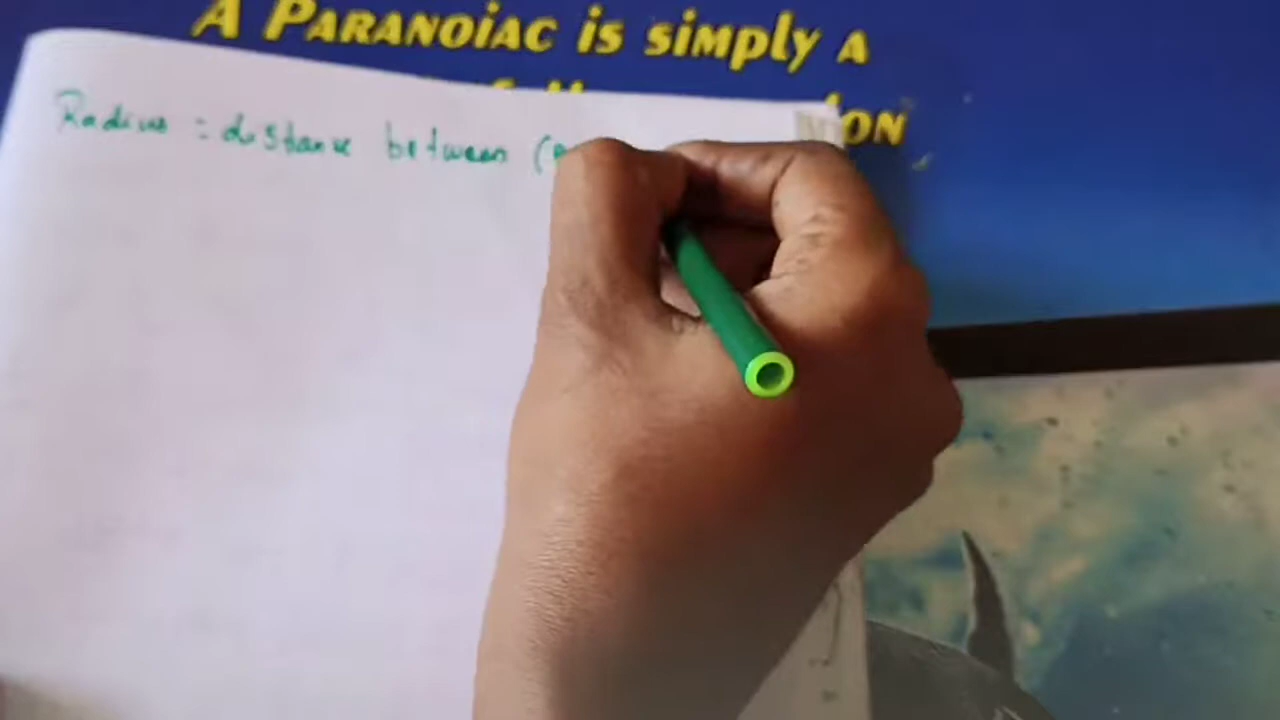 A PARANOiAC is simply A
ON
Radius = distance between (